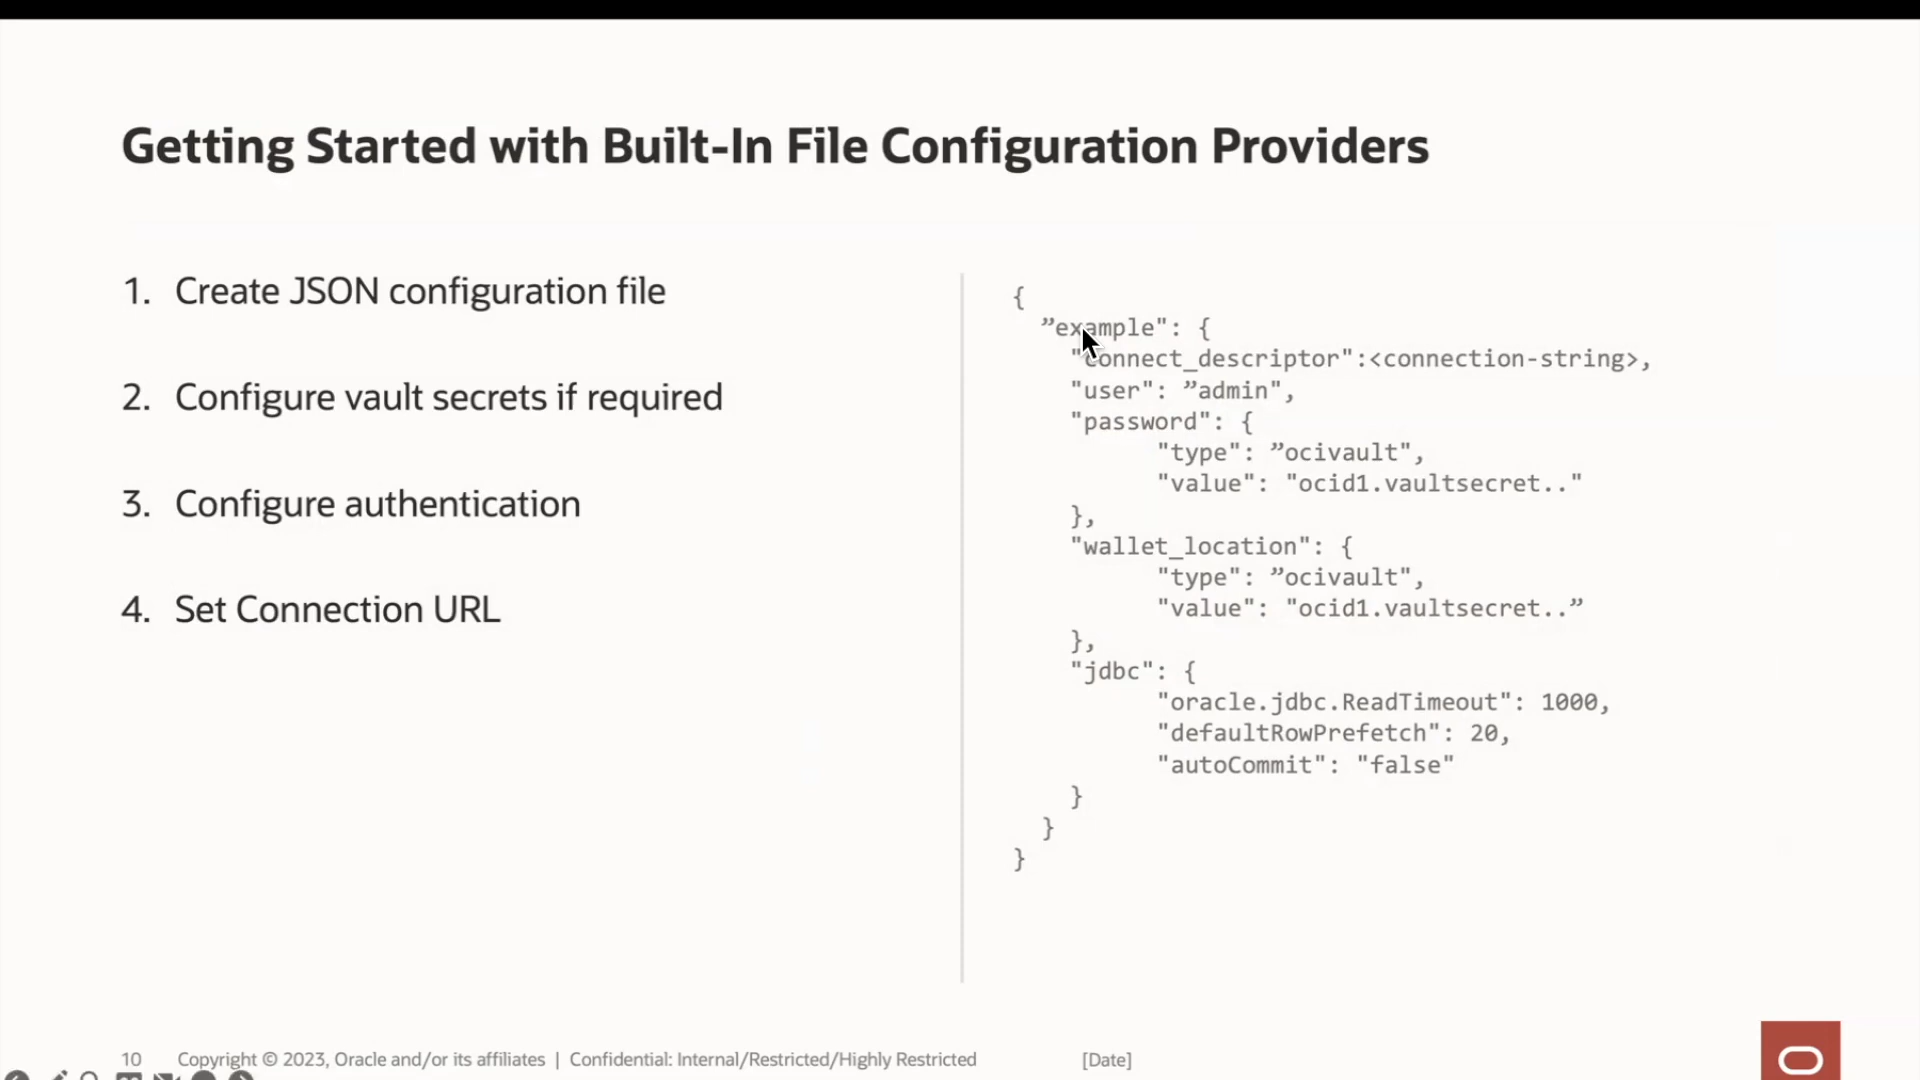 Getting Started with Built-In File Configuration Providers
1. Create JSON configuration file
2. Configure vault secrets if required
3. Configure authentication
4. Set Connection URL
{
”example": {
"connect_descriptor":<connection-string>,
"user": ”admin",
"password": {
"type": ”ocivault",
"value": "ocid1.vaultsecret.."
},
"wallet_location": {
"type": ”ocivault",
"value": "ocid1.vaultsecret..”
},
"jdbc": {
"oracle.jdbc.ReadTimeout": 1000,
"defaultRowPrefetch": 20,
"autoCommit": "false"
}
}
}
10 Copyright © 2023, Oracle and/or its affiliates | Confidential: Internal/Restricted/Highly Restricted [Date]